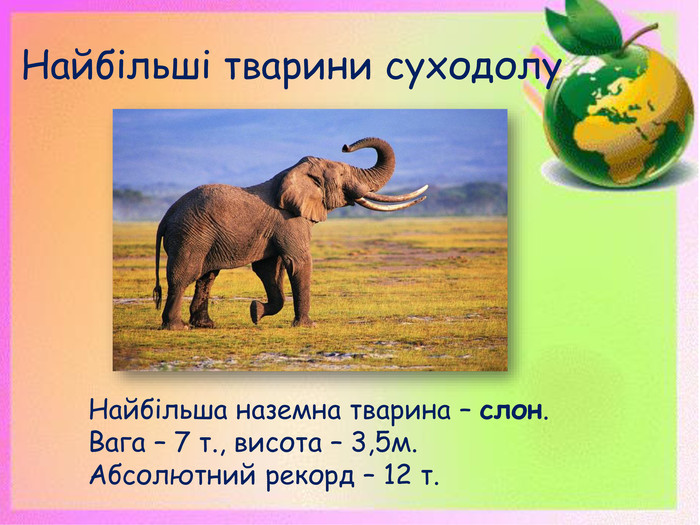 Найбільші тварини суходолу
Найбільша наземна тварина – слон.
Вага – 7 т., висота – 3,5м.
Абсолютний рекорд – 12 т.